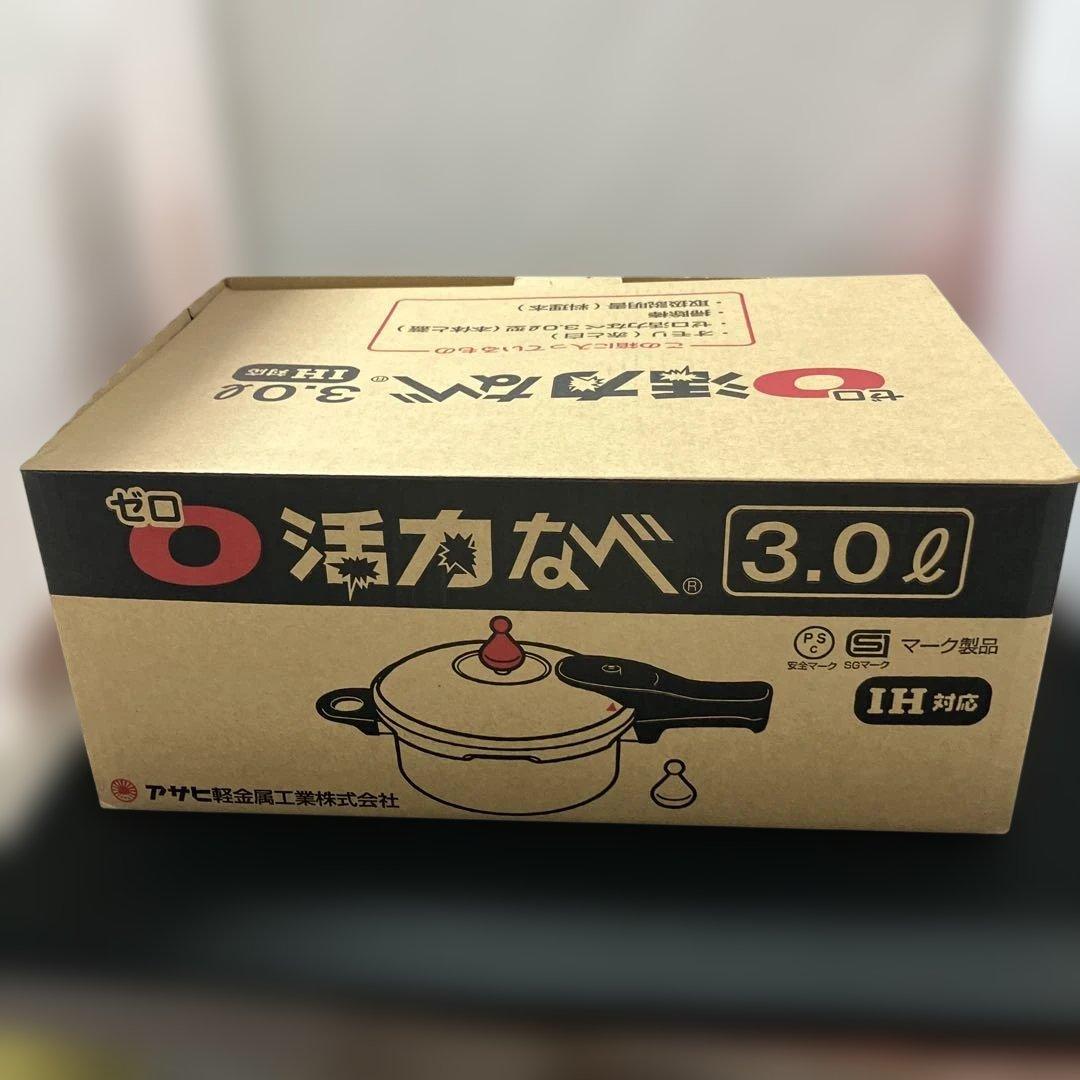 この箱に入っているもの
・オモリ（赤と白）
・ゼロ活力なべ3.0ℓ型（本体と蓋）
・掃除棒
・取扱説明書（料理本）
ゼロ
0 活力なべ® 3.0ℓ
IH対応
ゼロ
0 活力なべ® 3.0ℓ
PSC 安全マーク
SG SGマーク
マーク製品
IH対応
アサヒ軽金属工業株式会社